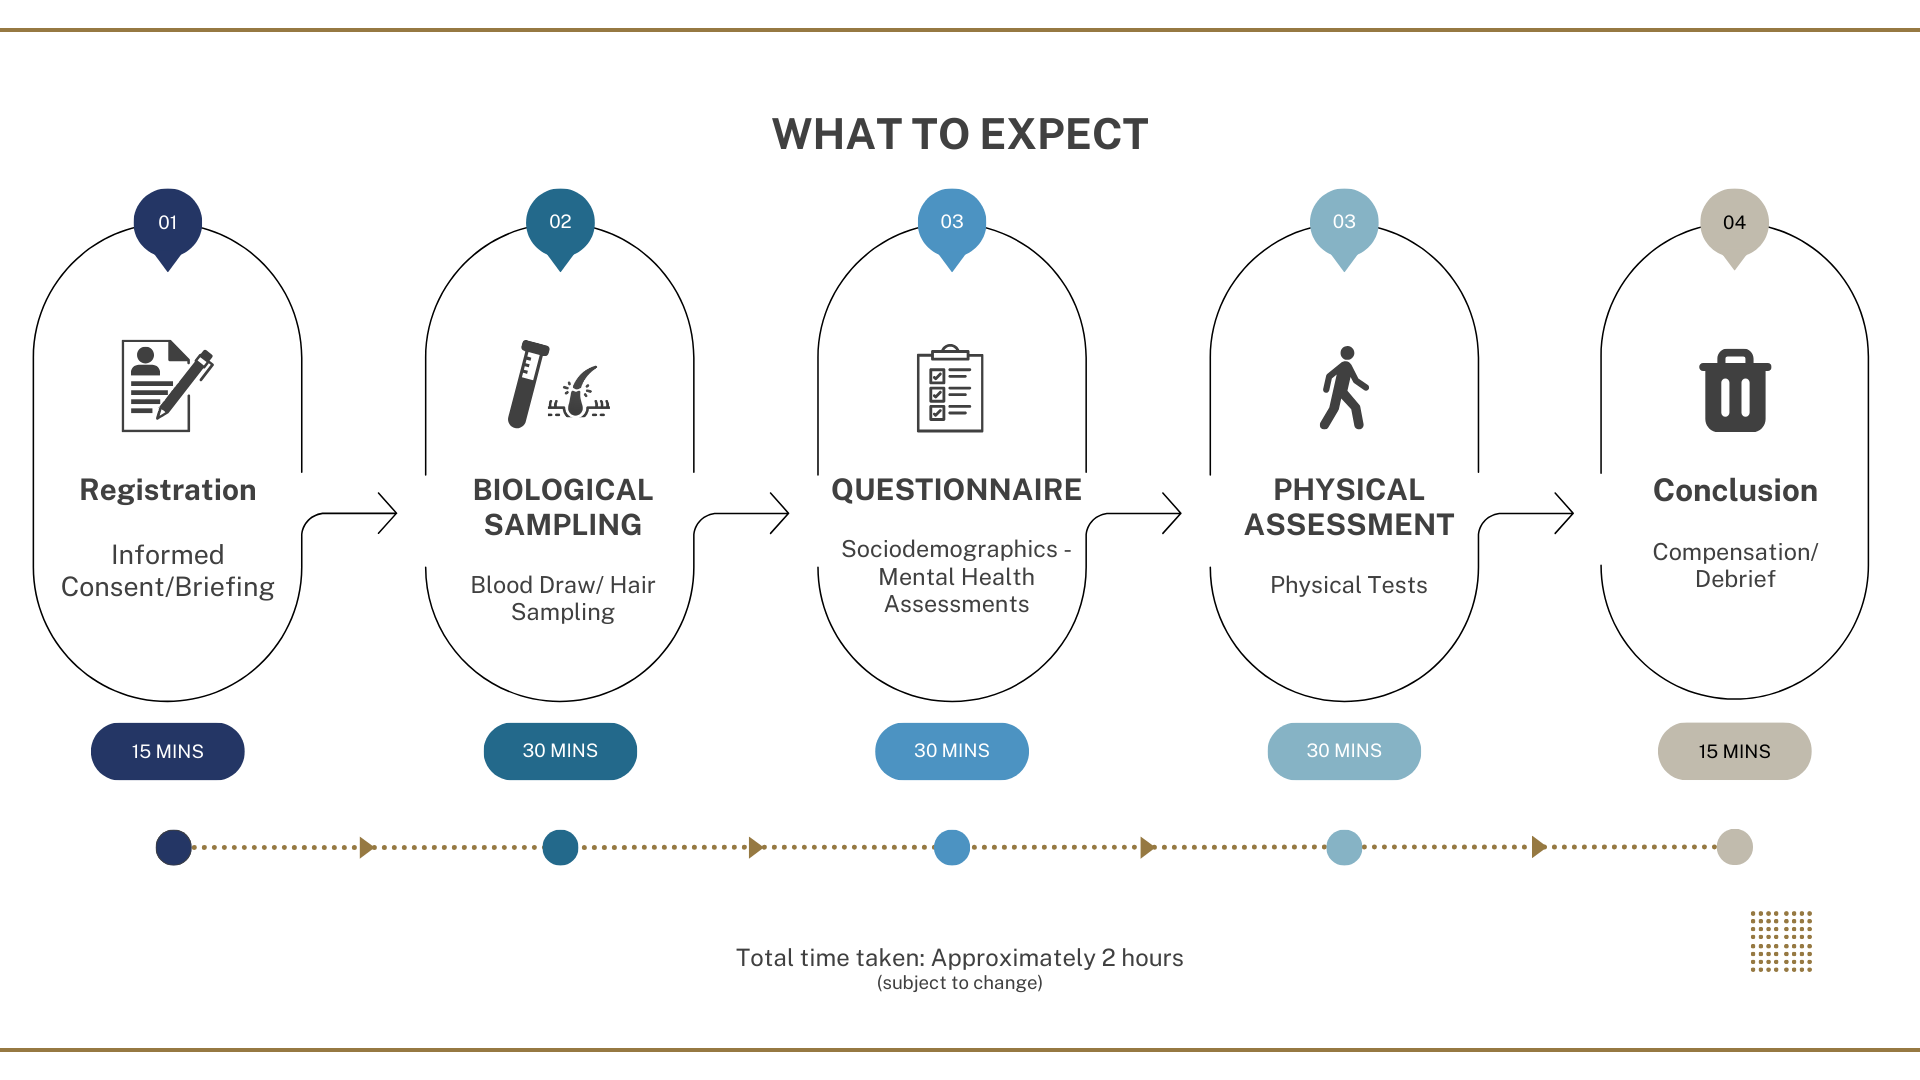 WHAT TO EXPECT
01
Registration
Informed
Consent/Briefing
15 MINS
02
BIOLOGICAL
SAMPLING
Blood Draw/ Hair
Sampling
30 MINS
03
QUESTIONNAIRE
Sociodemographics -
Mental Health
Assessments
30 MINS
03
PHYSICAL
ASSESSMENT
Physical Tests
30 MINS
04
Conclusion
Compensation/
Debrief
15 MINS
Total time taken: Approximately 2 hours
(subject to change)